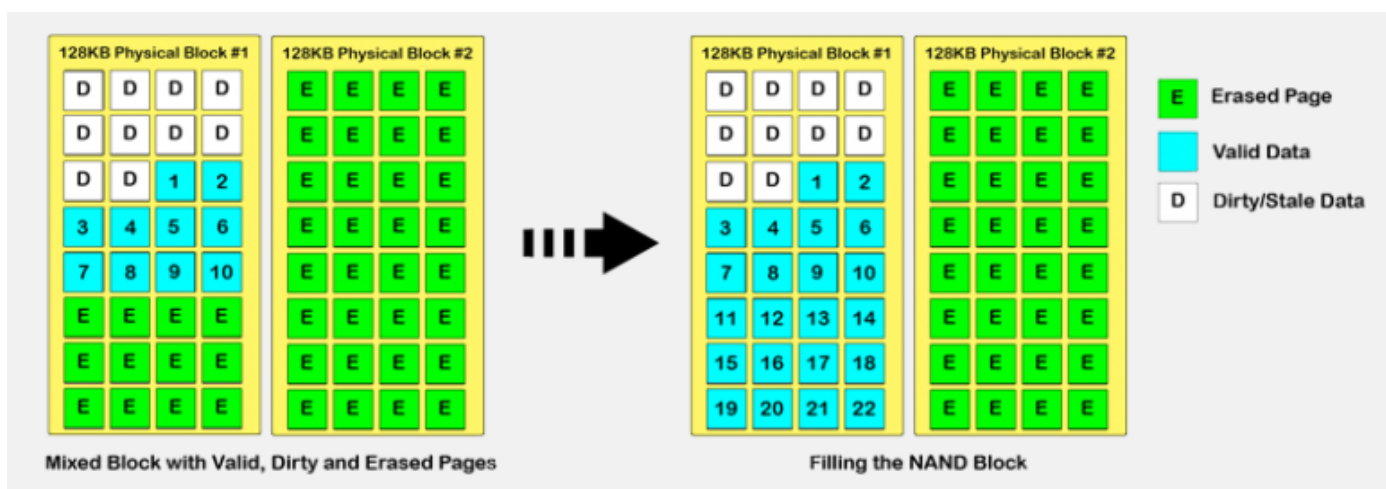 128KB Physical Block #1 128KB Physical Block #2 128KB Physical Block #1 128KB Physical Block #2
D D D D E E E E D D D D E E E E E Erased Page
D D D D E E E E D D D D E E E E Valid Data
D D 1 2 E E E E D D 1 2 E E E E D Dirty/Stale Data
3 4 5 6 E E E E 3 4 5 6 E E E E
7 8 9 10 E E E E 7 8 9 10 E E E E
E E E E E E E E 11 12 13 14 E E E E
E E E E E E E E 15 16 17 18 E E E E
E E E E E E E E 19 20 21 22 E E E E
Mixed Block with Valid, Dirty and Erased Pages Filling the NAND Block